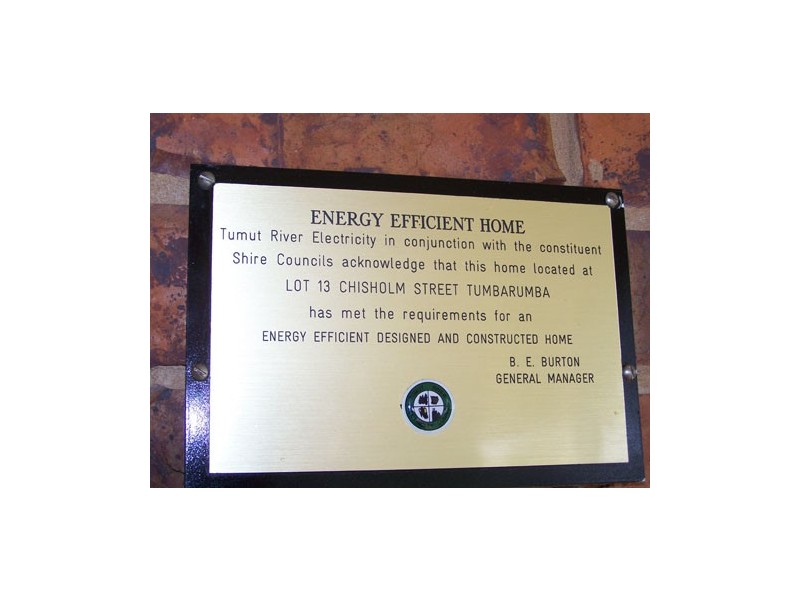 ENERGY EFFICIENT HOME
Tumut River Electricity in conjunction with the constituent
Shire Councils acknowledge that this home located at
LOT 13 CHISHOLM STREET TUMBARUMBA
has met the requirements for an
ENERGY EFFICIENT DESIGNED AND CONSTRUCTED HOME
B. E. BURTON
GENERAL MANAGER